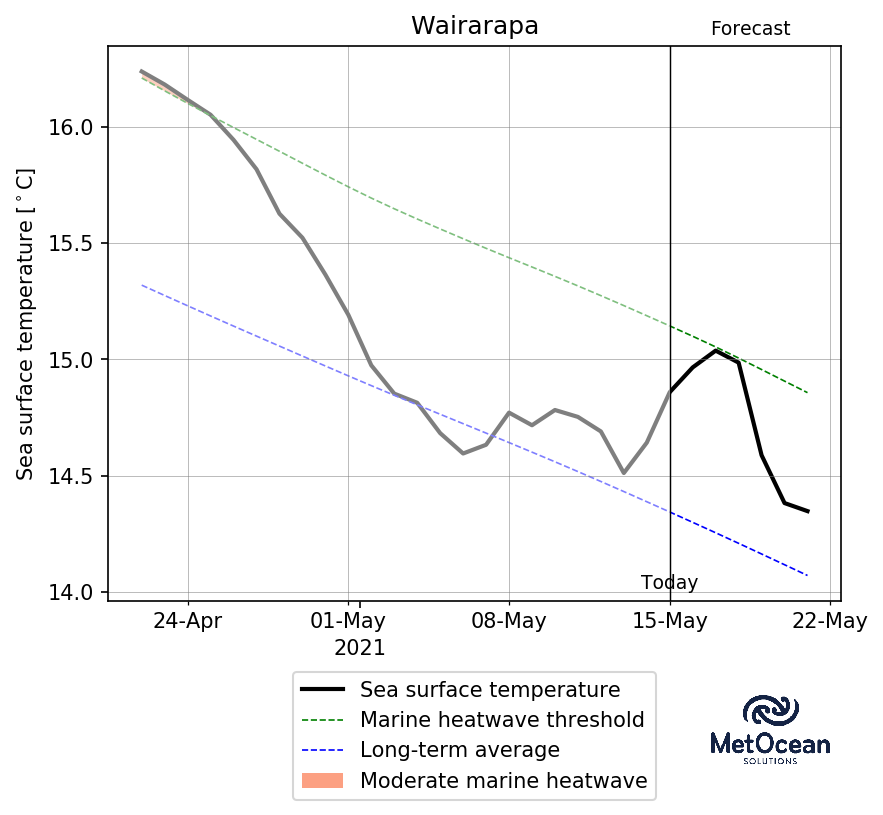 Wairarapa
Forecast
Sea surface temperature [°C]
16.0
15.5
15.0
14.5
14.0
Today
24-Apr
01-May
08-May
15-May
22-May
2021
Sea surface temperature
Marine heatwave threshold
Long-term average
Moderate marine heatwave
MetOcean
SOLUTIONS